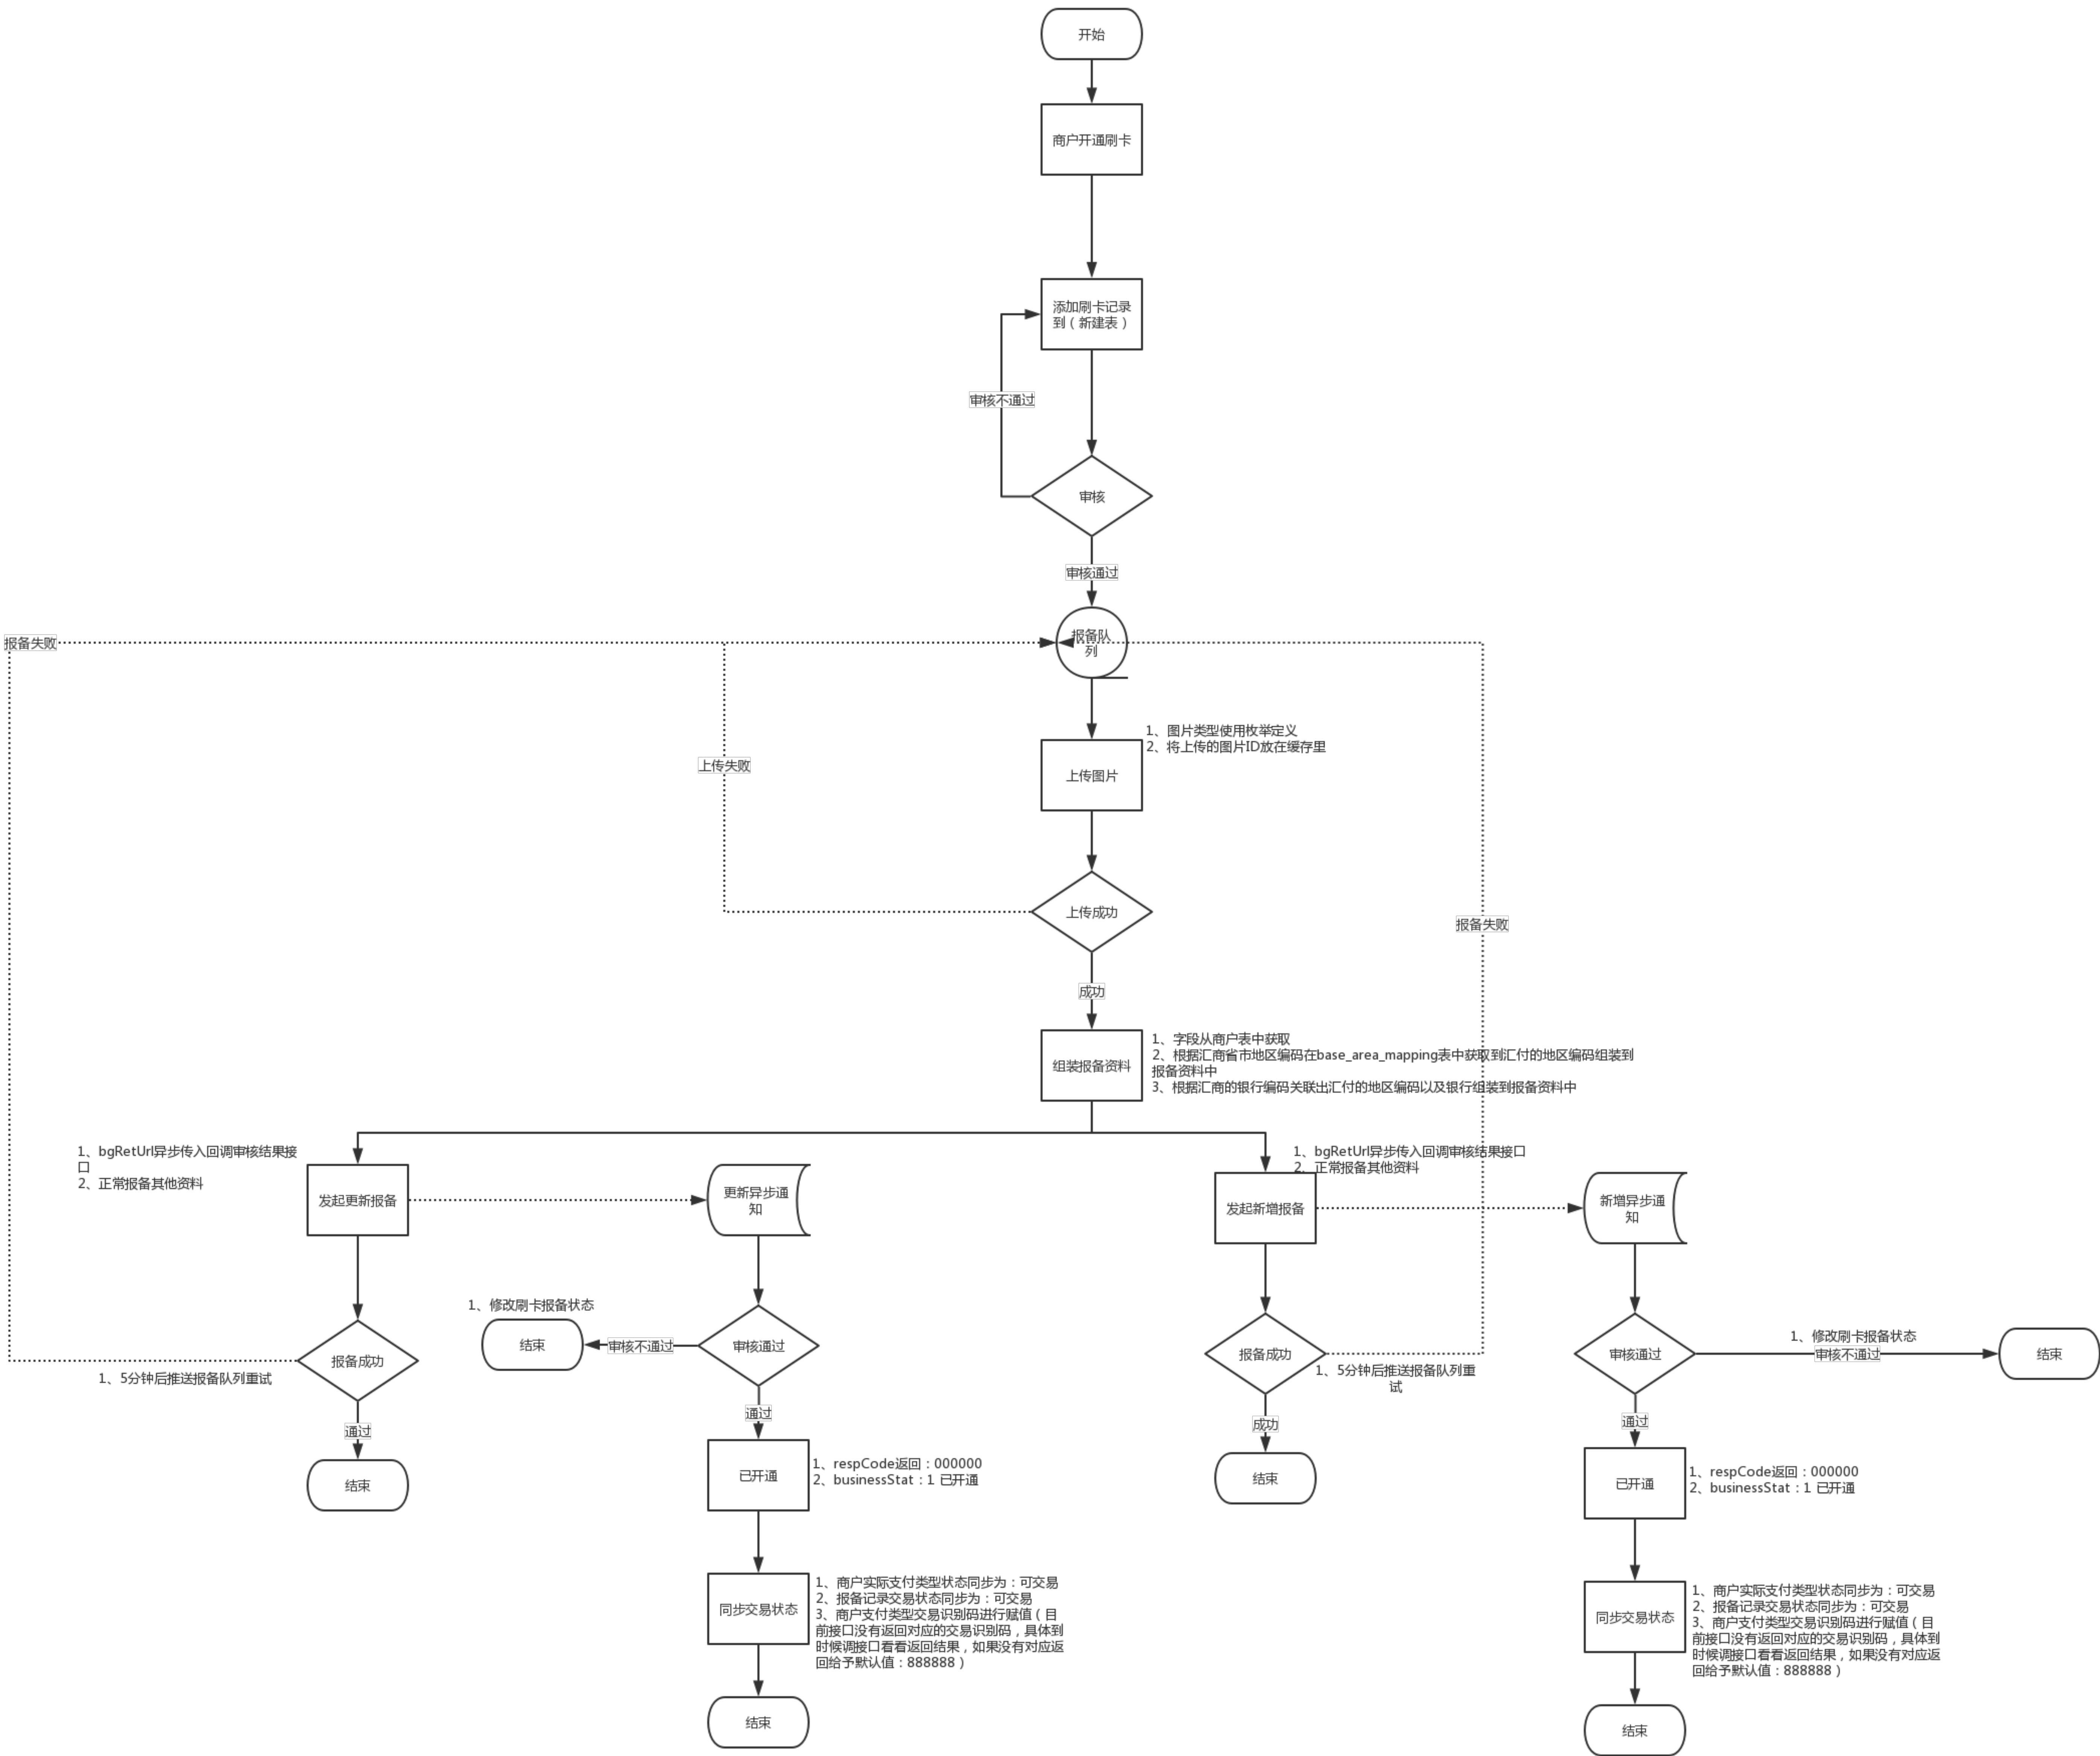 开始
商户开通刷卡
添加刷卡记录
到（新建表）
审核不通过
审核
审核通过
报备失败
报备队
列
1、图片类型使用枚举定义
2、将上传的图片ID放在缓存里
上传失败
上传图片
上传成功
报备失败
成功
组装报备资料
1、字段从商户表中获取
2、根据汇商省市地区编码在base_area_mapping表中获取到汇付的地区编码组装到
报备资料中
3、根据汇商的银行编码关联出汇付的地区编码以及银行组装到报备资料中
1、bgRetUrl异步传入回调审核结果接
口
2、正常报备其他资料
发起更新报备
更新异步通
知
1、bgRetUrl异步传入回调审核结果接口
2、正常报备其他资料
发起新增报备
新增异步通
知
1、修改刷卡报备状态
结束
审核不通过
审核通过
报备成功
1、5分钟后推送报备队列重试
通过
结束
通过
已开通
1、respCode返回：000000
2、businessStat：1 已开通
同步交易状态
1、商户实际支付类型状态同步为：可交易
2、报备记录交易状态同步为：可交易
3、商户支付类型交易识别码进行赋值（目
前接口没有返回对应的交易识别码，具体到
时候调接口看看返回结果，如果没有对应返
回给予默认值：888888）
结束
报备成功
1、5分钟后推送报备队列重
试
成功
结束
审核通过
1、修改刷卡报备状态
审核不通过
结束
通过
已开通
1、respCode返回：000000
2、businessStat：1 已开通
同步交易状态
1、商户实际支付类型状态同步为：可交易
2、报备记录交易状态同步为：可交易
3、商户支付类型交易识别码进行赋值（目
前接口没有返回对应的交易识别码，具体到
时候调接口看看返回结果，如果没有对应返
回给予默认值：888888）
结束